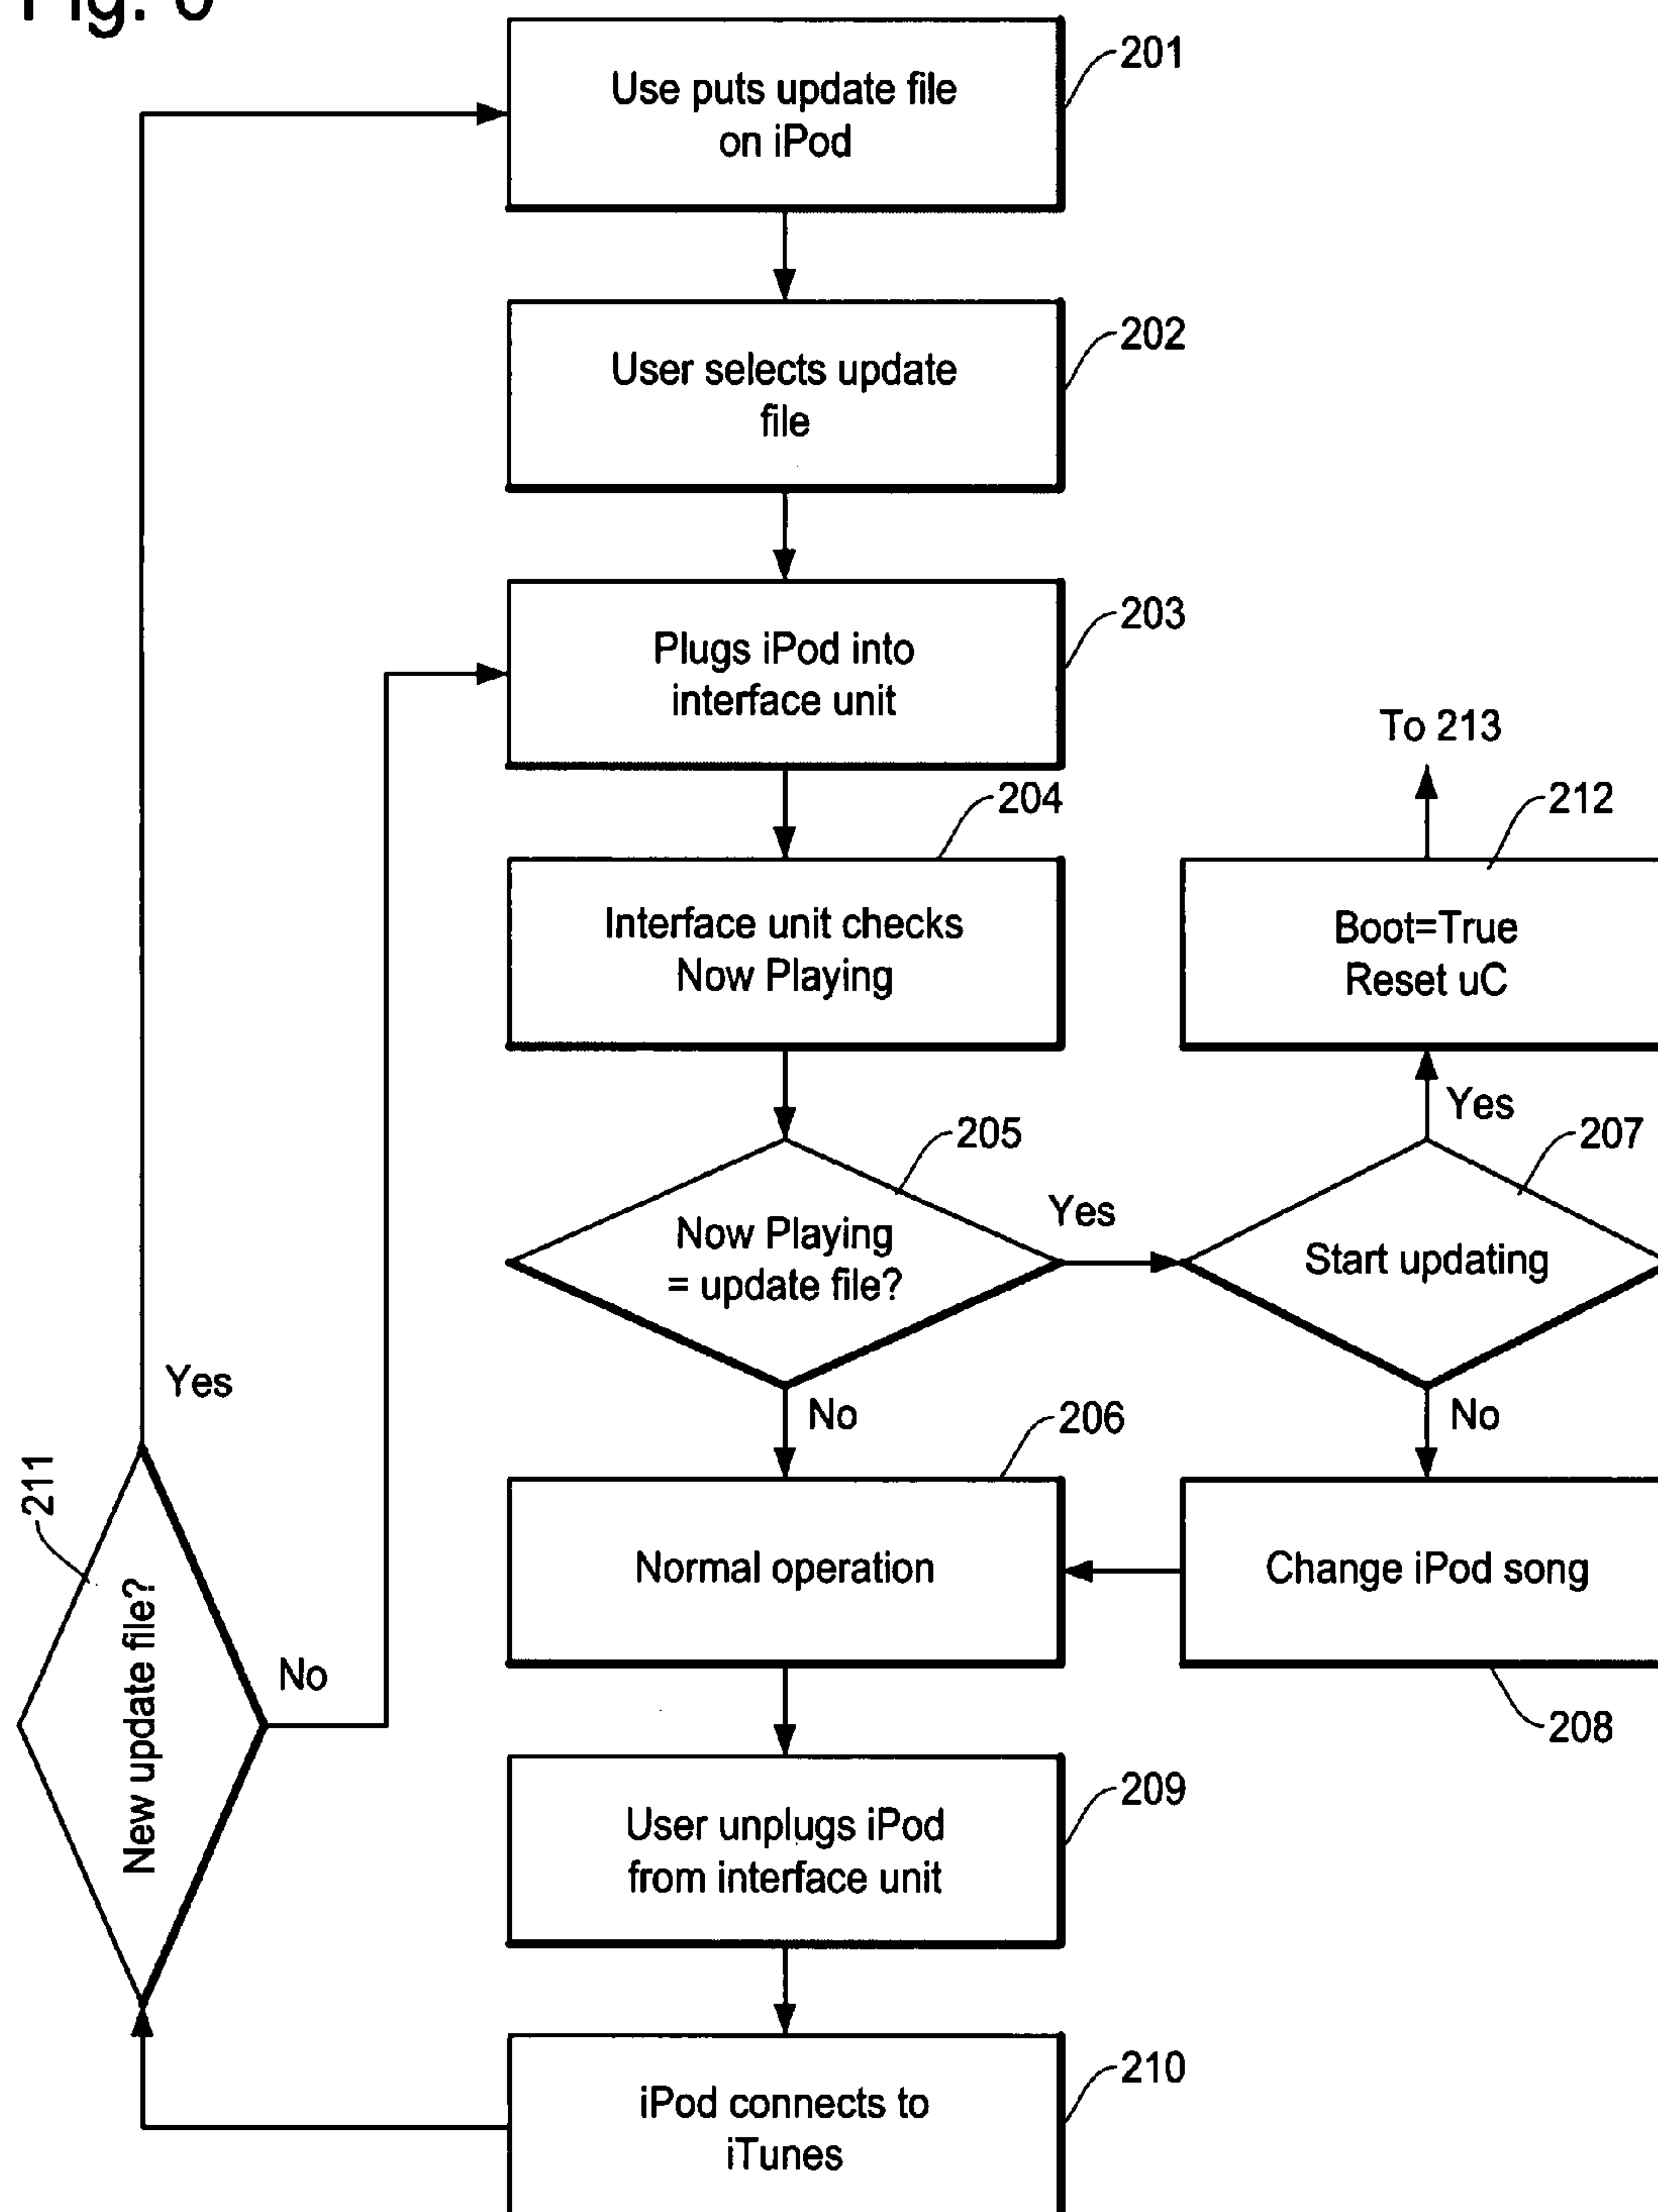 Use puts update file
on iPod
201
User selects update
file
202
Plugs iPod into
interface unit
203
To 213
204
212
Interface unit checks
Now Playing
Boot=True
Reset uC
Yes
205
207
Now Playing
= update file?
Yes
Start updating
Yes
No
No
206
211
New update file?
No
Normal operation
Change iPod song
208
User unplugs iPod
from interface unit
209
iPod connects to
iTunes
210